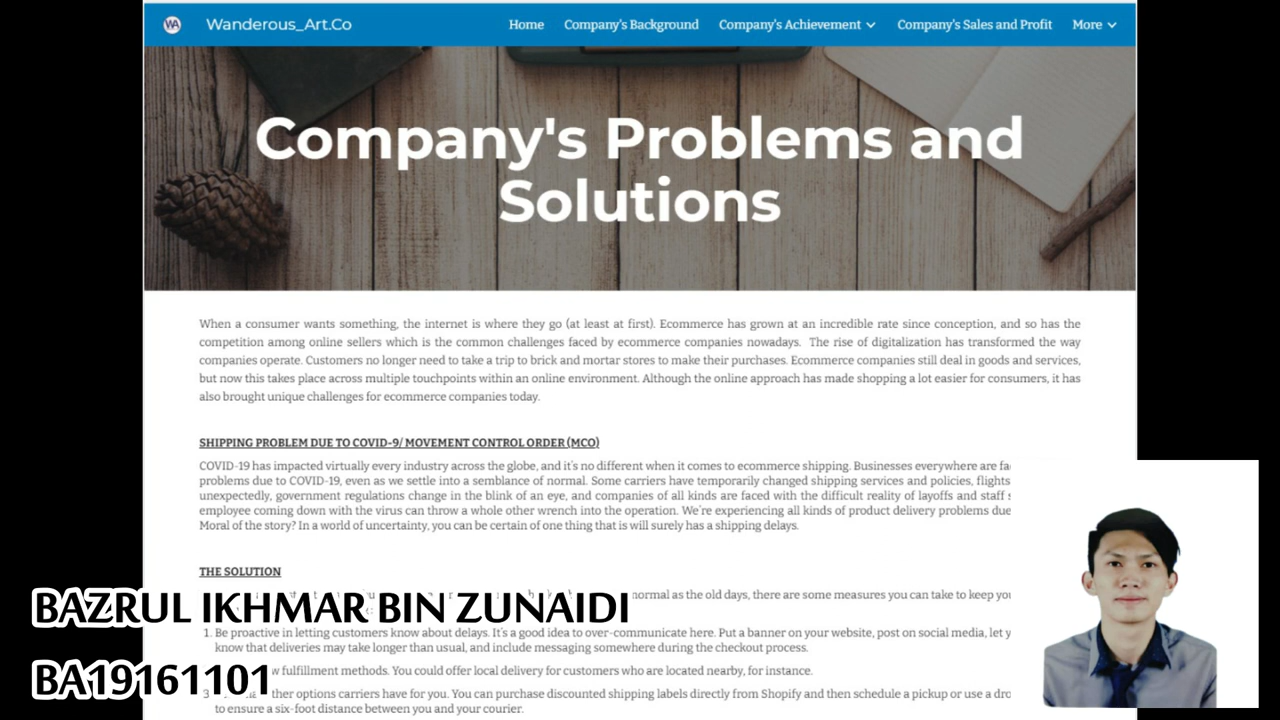 WA
Wanderous_Art.Co
Home
Company's Background
Company's Achievement
Company's Sales and Profit
More
Company's Problems and
Solutions
When a consumer wants something, the internet is where they go (at least at first). Ecommerce has grown at an incredible rate since conception, and so has the
competition among online sellers which is the common challenges faced by ecommerce companies nowadays. The rise of digitalization has transformed the way
companies operate. Customers no longer need to take a trip to brick and mortar stores to make their purchases. Ecommerce companies still deal in goods and services,
but now this takes place across multiple touchpoints within an online environment. Although the online approach has made shopping a lot easier for consumers, it has
also brought unique challenges for ecommerce companies today.
SHIPPING PROBLEM DUE TO COVID-9/ MOVEMENT CONTROL ORDER (MCO)
COVID-19 has impacted virtually every industry across the globe, and it's no different when it comes to ecommerce shipping. Businesses everywhere are
problems due to COVID-19, even as we settle into a semblance of normal. Some carriers have temporarily changed shipping services and policies, flights
unexpectedly, government regulations change in the blink of an eye, and companies of all kinds are faced with the difficult reality of layoffs and staff
employee coming down with the virus can throw a whole other wrench into the operation. We're experiencing all kinds of product delivery problems due
Moral of the story? In a world of uncertainty, you can be certain of one thing that is will surely has a shipping delays.
THE SOLUTION
normal as the old days, there are some measures you can take to keep
BAZRUL IKHMAR BIN ZUNAIDI
1. Be proactive in letting customers know about delays. It's a good idea to over-communicate here. Put a banner on your website, post on social media, let
know that deliveries may take longer than usual, and include messaging somewhere during the checkout process.
BA19161101
fulfillment methods. You could offer local delivery for customers who are located nearby, for instance.
options carriers have for you. You can purchase discounted shipping labels directly from Shopify and then schedule a pickup or use a
to ensure a six-foot distance between you and your courier.